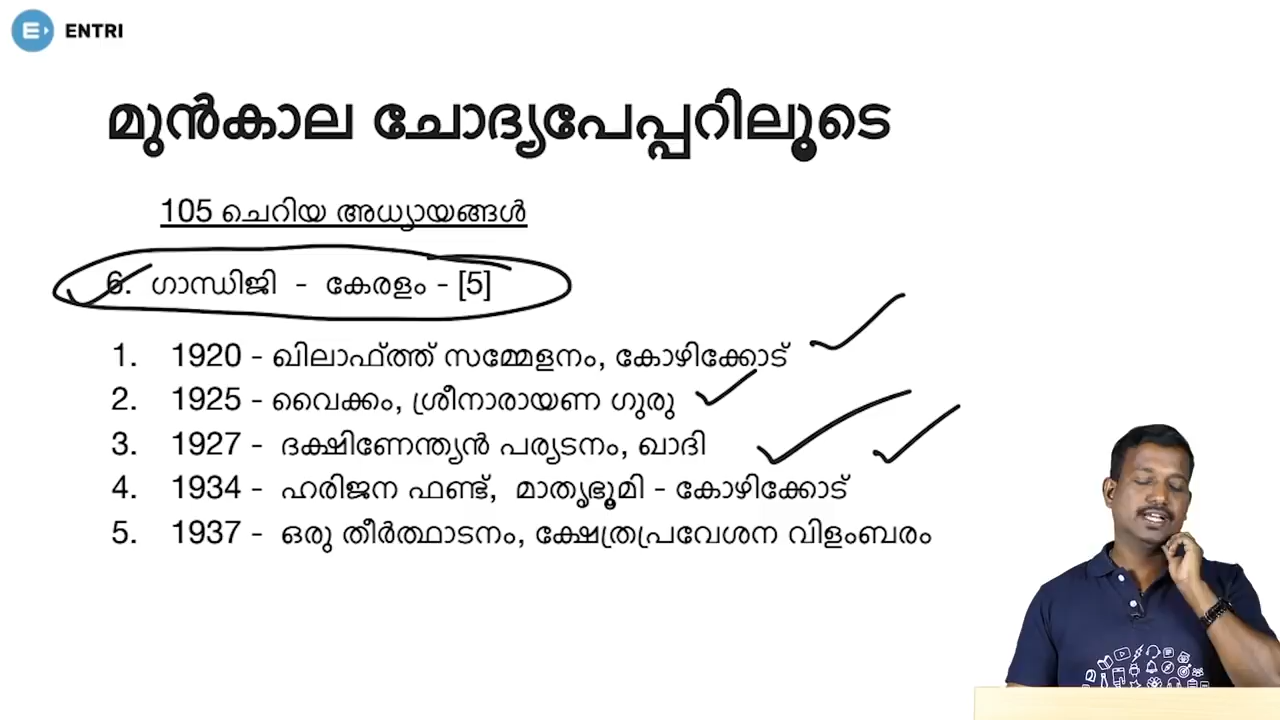 ENTRI
മുൻകാല ചോദ്യപേപ്പറിലൂടെ
105 ചെറിയ അധ്യായങ്ങൾ
6. ഗാന്ധിജി - കേരളം - [5]
1. 1920 - ഖിലാഫ്ത്ത് സമ്മേളനം, കോഴിക്കോട്
2. 1925 - വൈക്കം, ശ്രീനാരായണ ഗുരു
3. 1927 - ദക്ഷിണേന്ത്യൻ പര്യടനം, ഖാദി
4. 1934 - ഹരിജന ഫണ്ട്, മാതൃഭൂമി - കോഴിക്കോട്
5. 1937 - ഒരു തീർത്ഥാടനം, ക്ഷേത്രപ്രവേശന വിളംബരം